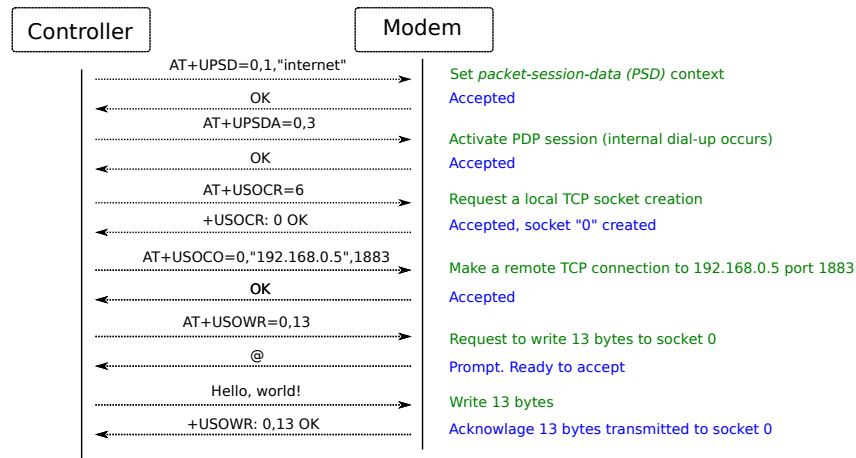 Controller
Modem
AT+UPSD=0,1,"internet"
Set packet-session-data (PSD) context
OK
Accepted
AT+UPSDA=0,3
Activate PDP session (internal dial-up occurs)
OK
Accepted
AT+USOCR=6
Request a local TCP socket creation
+USOCR: 0 OK
Accepted, socket "0" created
AT+USOCO=0,"192.168.0.5",1883
Make a remote TCP connection to 192.168.0.5 port 1883
OK
Accepted
AT+USOWR=0,13
Request to write 13 bytes to socket 0
@
Prompt. Ready to accept
Hello, world!
Write 13 bytes
+USOWR: 0,13 OK
Acknowlage 13 bytes transmitted to socket 0